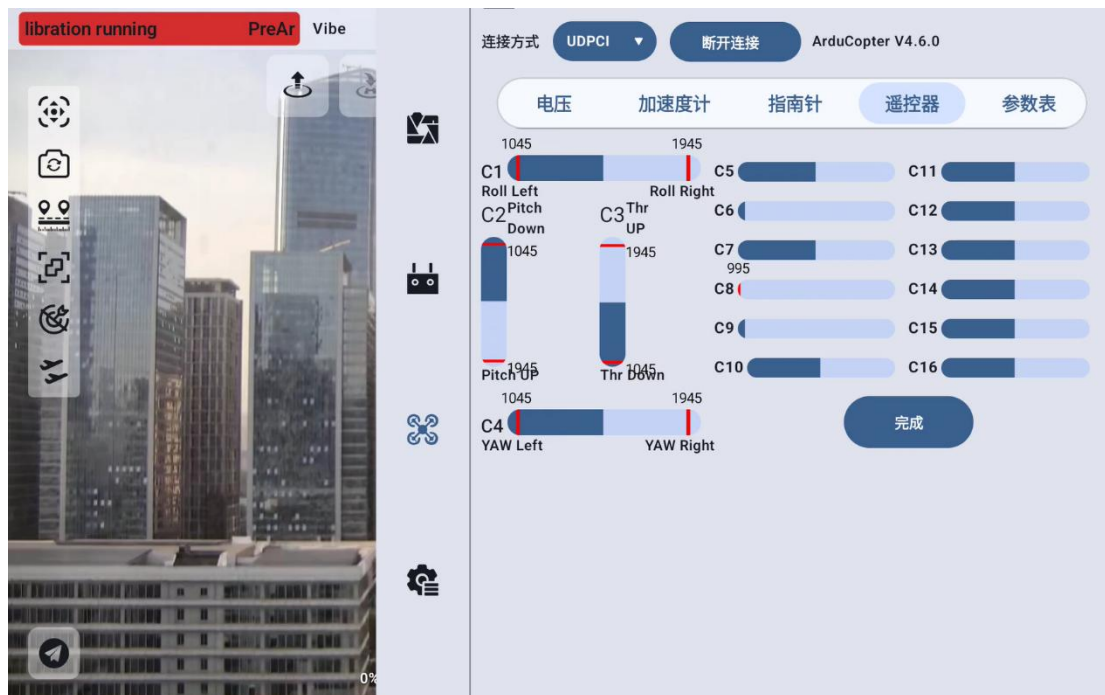 libration running PreAr Vibe
连接方式 UDPCI 断开连接 ArduCopter V4.6.0
电压 加速度计 指南针 遥控器 参数表
1045 1945
C1
Roll Left Roll Right
C2 Pitch Down
1045
1945
Pitch UP
C3 Thr UP
1945
1045
Thr Down
1045 1945
C4
YAW Left YAW Right
C5
C6
C7
995
C8
C9
C10
C11
C12
C13
C14
C15
C16
完成
0%